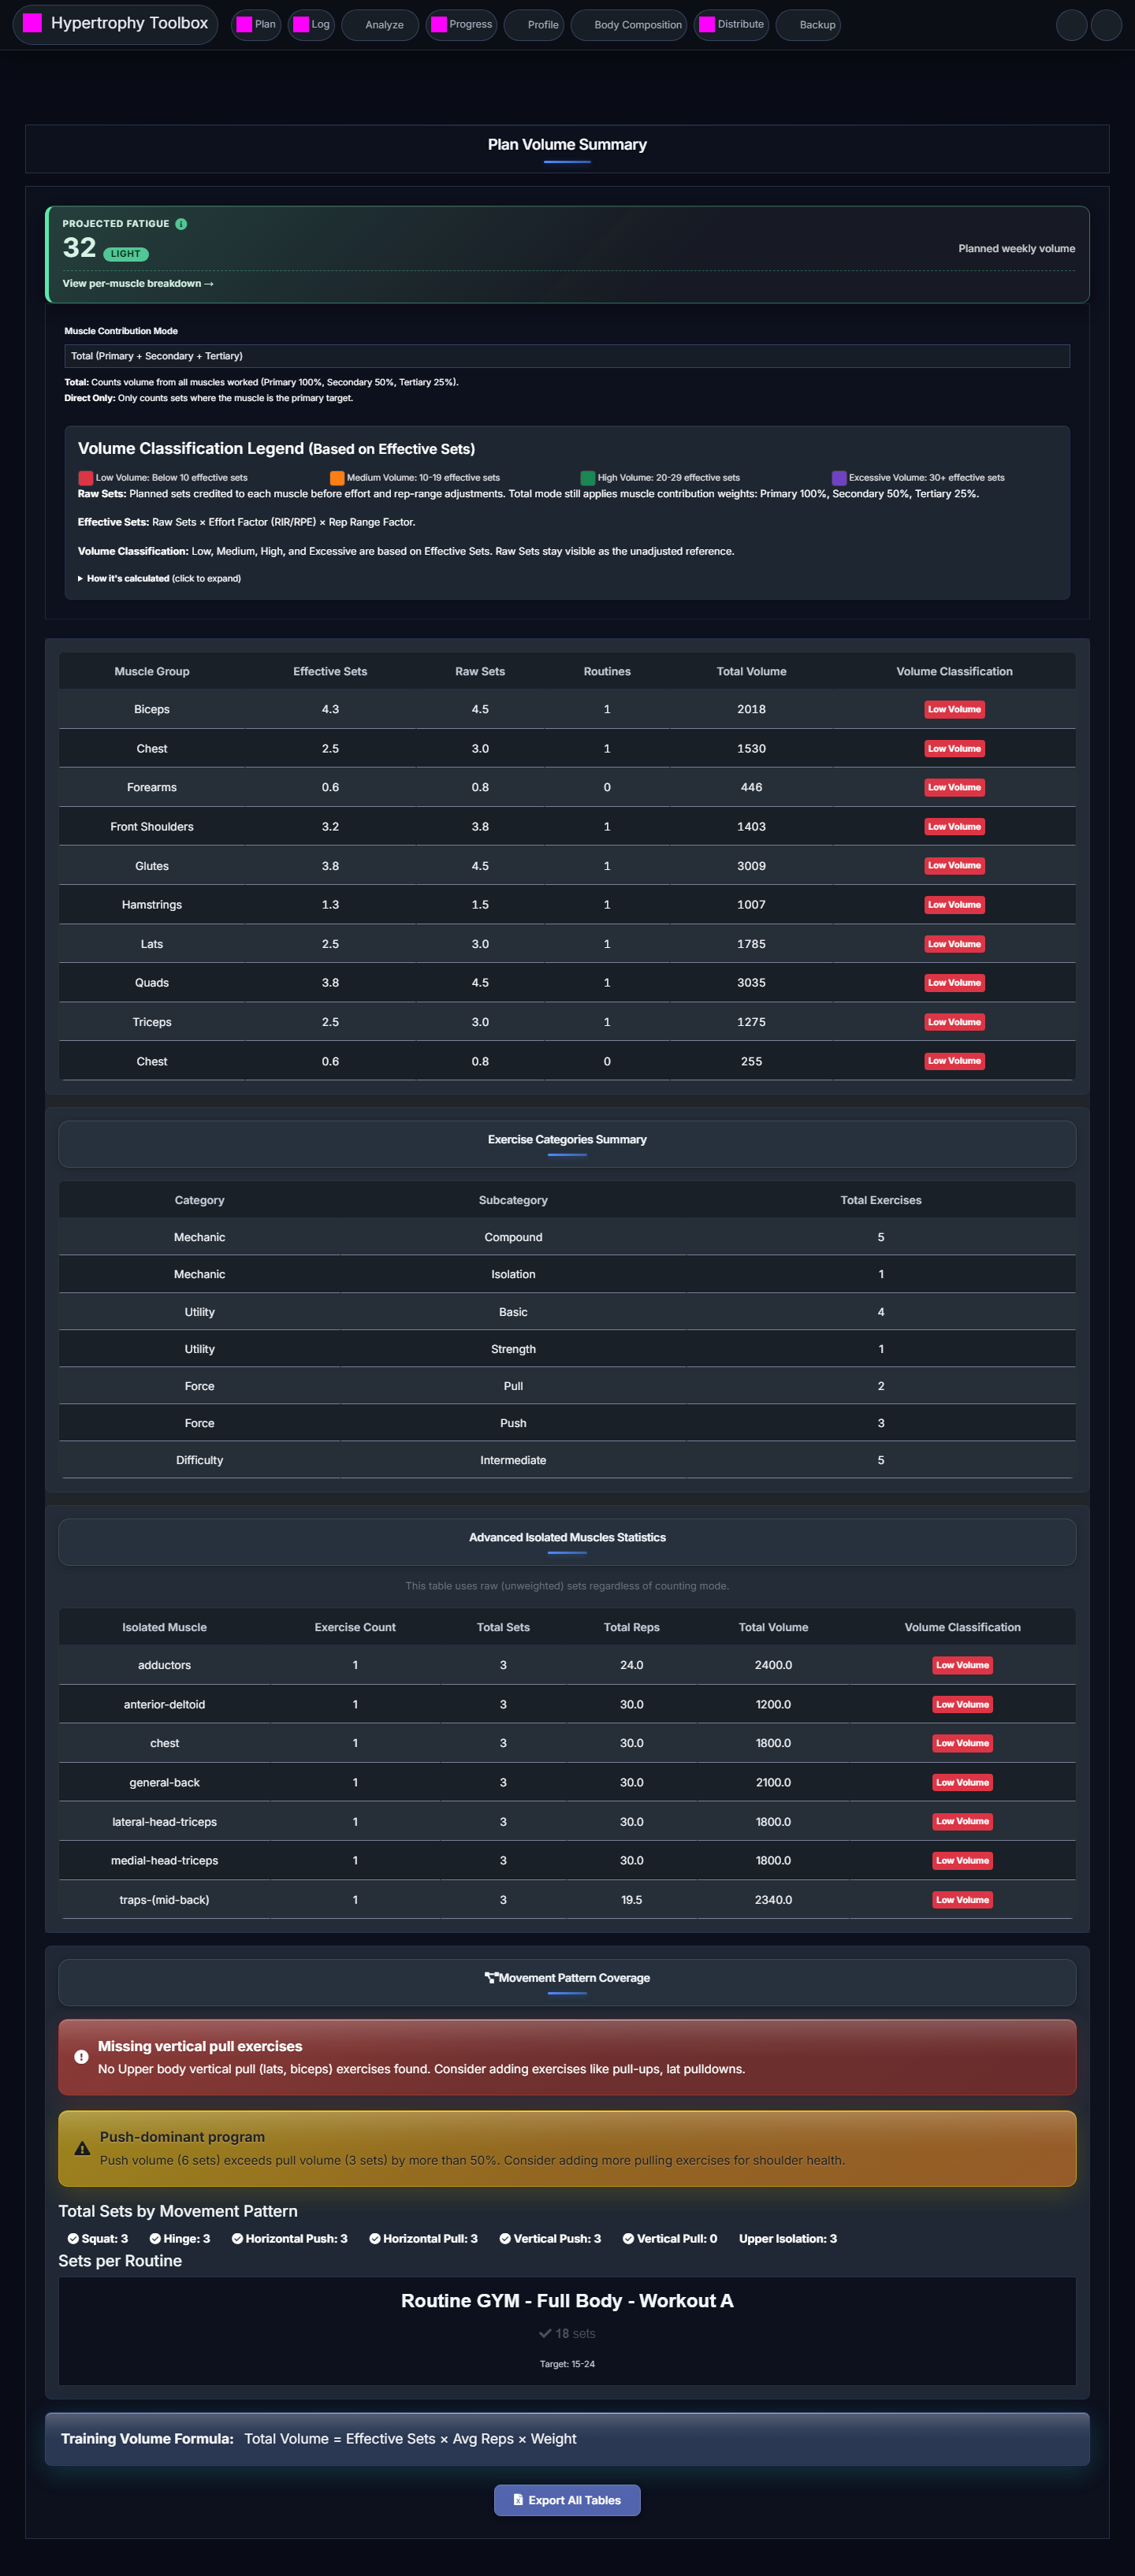 Hypertrophy Toolbox
Plan
Log
Analyze
Progress
Profile
Body Composition
Distribute
Backup
Plan Volume Summary
PROJECTED FATIGUE
32 LIGHT
Planned weekly volume
View per-muscle breakdown →
Muscle Contribution Mode
Total (Primary + Secondary + Tertiary)
Total: Counts volume from all muscles worked (Primary 100%, Secondary 50%, Tertiary 25%).
Direct Only: Only counts sets where the muscle is the primary target.
Volume Classification Legend (Based on Effective Sets)
Low Volume: Below 10 effective sets Medium Volume: 10-19 effective sets High Volume: 20-29 effective sets Excessive Volume: 30+ effective sets
Raw Sets: Planned sets credited to each muscle before effort and rep-range adjustments. Total mode still applies muscle contribution weights: Primary 100%, Secondary 50%, Tertiary 25%.
Effective Sets: Raw Sets × Effort Factor (RIR/RPE) × Rep Range Factor.
Volume Classification: Low, Medium, High, and Excessive are based on Effective Sets. Raw Sets stay visible as the unadjusted reference.
How it's calculated (click to expand)
Muscle Group Effective Sets Raw Sets Routines Total Volume Volume Classification
Biceps 4.3 4.5 1 2018 Low Volume
Chest 2.5 3.0 1 1530 Low Volume
Forearms 0.6 0.8 0 446 Low Volume
Front Shoulders 3.2 3.8 1 1403 Low Volume
Glutes 3.8 4.5 1 3009 Low Volume
Hamstrings 1.3 1.5 1 1007 Low Volume
Lats 2.5 3.0 1 1785 Low Volume
Quads 3.8 4.5 1 3035 Low Volume
Triceps 2.5 3.0 1 1275 Low Volume
Chest 0.6 0.8 0 255 Low Volume
Exercise Categories Summary
Category Subcategory Total Exercises
Mechanic Compound 5
Mechanic Isolation 1
Utility Basic 4
Utility Strength 1
Force Pull 2
Force Push 3
Difficulty Intermediate 5
Advanced Isolated Muscles Statistics
This table uses raw (unweighted) sets regardless of counting mode.
Isolated Muscle Exercise Count Total Sets Total Reps Total Volume Volume Classification
adductors 1 3 24.0 2400.0 Low Volume
anterior-deltoid 1 3 30.0 1200.0 Low Volume
chest 1 3 30.0 1800.0 Low Volume
general-back 1 3 30.0 2100.0 Low Volume
lateral-head-triceps 1 3 30.0 1800.0 Low Volume
medial-head-triceps 1 3 30.0 1800.0 Low Volume
traps-(mid-back) 1 3 19.5 2340.0 Low Volume
Movement Pattern Coverage
Missing vertical pull exercises
No Upper body vertical pull (lats, biceps) exercises found. Consider adding exercises like pull-ups, lat pulldowns.
Push-dominant program
Push volume (6 sets) exceeds pull volume (3 sets) by more than 50%. Consider adding more pulling exercises for shoulder health.
Total Sets by Movement Pattern
Squat: 3 Hinge: 3 Horizontal Push: 3 Horizontal Pull: 3 Vertical Push: 3 Vertical Pull: 0 Upper Isolation: 3
Sets per Routine
Routine GYM - Full Body - Workout A
18 sets
Target: 15-24
Training Volume Formula: Total Volume = Effective Sets × Avg Reps × Weight
Export All Tables